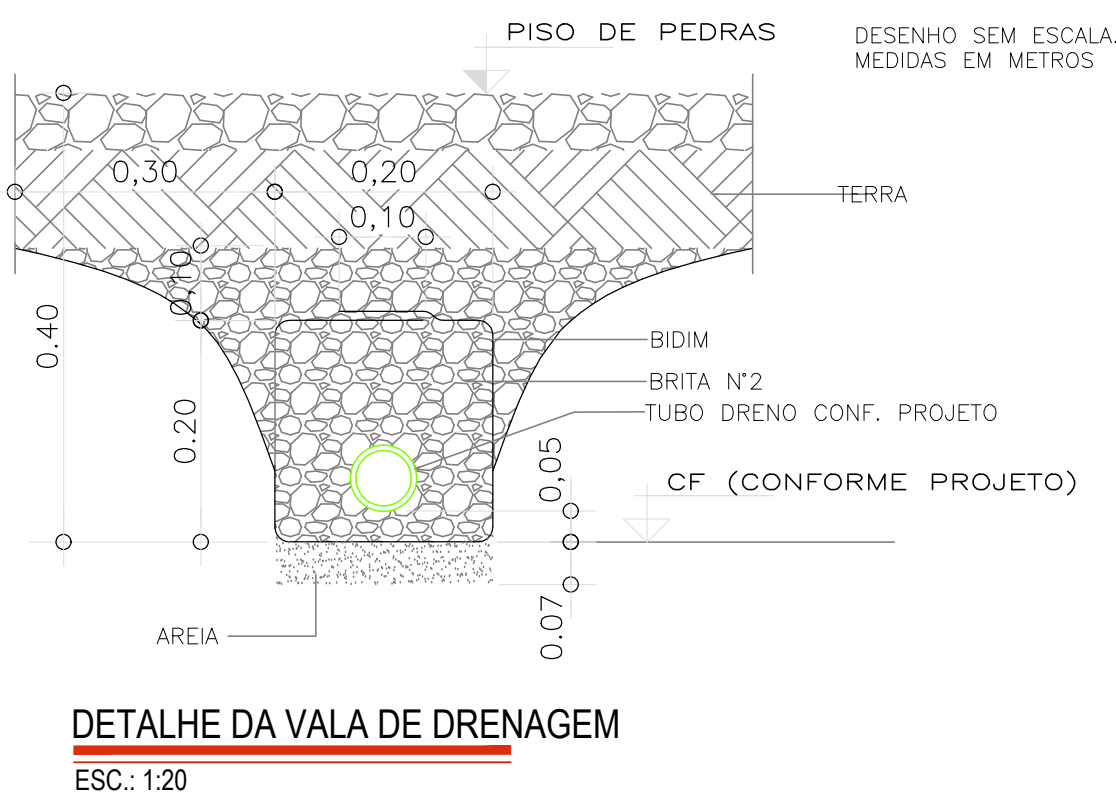 PISO DE PEDRAS
DESENHO SEM ESCALA.
MEDIDAS EM METROS
0,30
0,20
TERRA
0,10
0,10
0.40
BIDIM
BRITA N°2
TUBO DRENO CONF. PROJETO
0.20
0,05
CF (CONFORME PROJETO)
0.07
AREIA
DETALHE DA VALA DE DRENAGEM
ESC.: 1:20